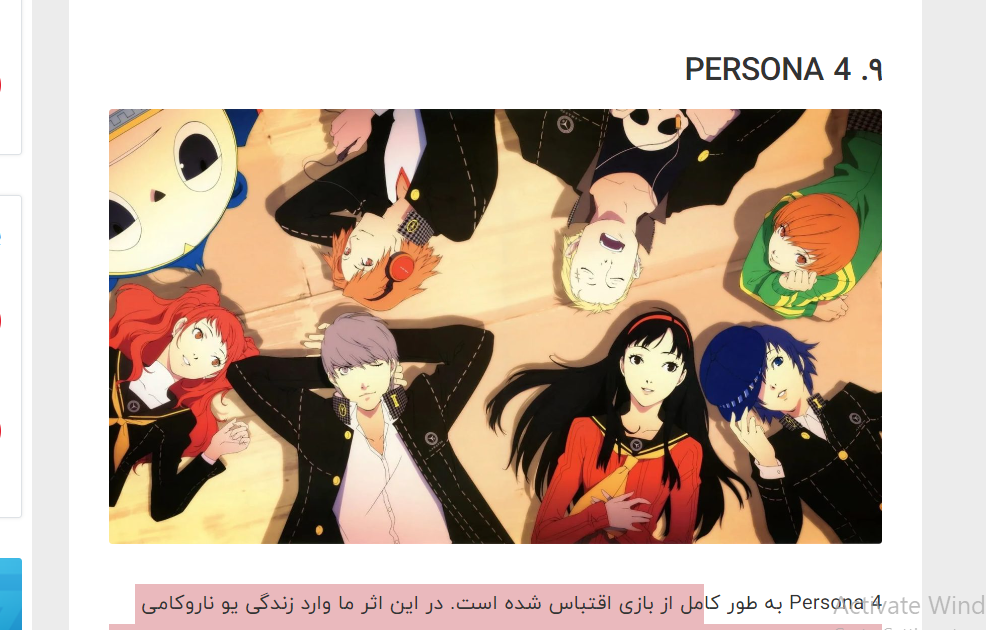 ۹. PERSONA 4
Persona 4 به طور کامل از بازی اقتباس شده است. در این اثر ما وارد زندگی یو ناروکامی
Activate Wind